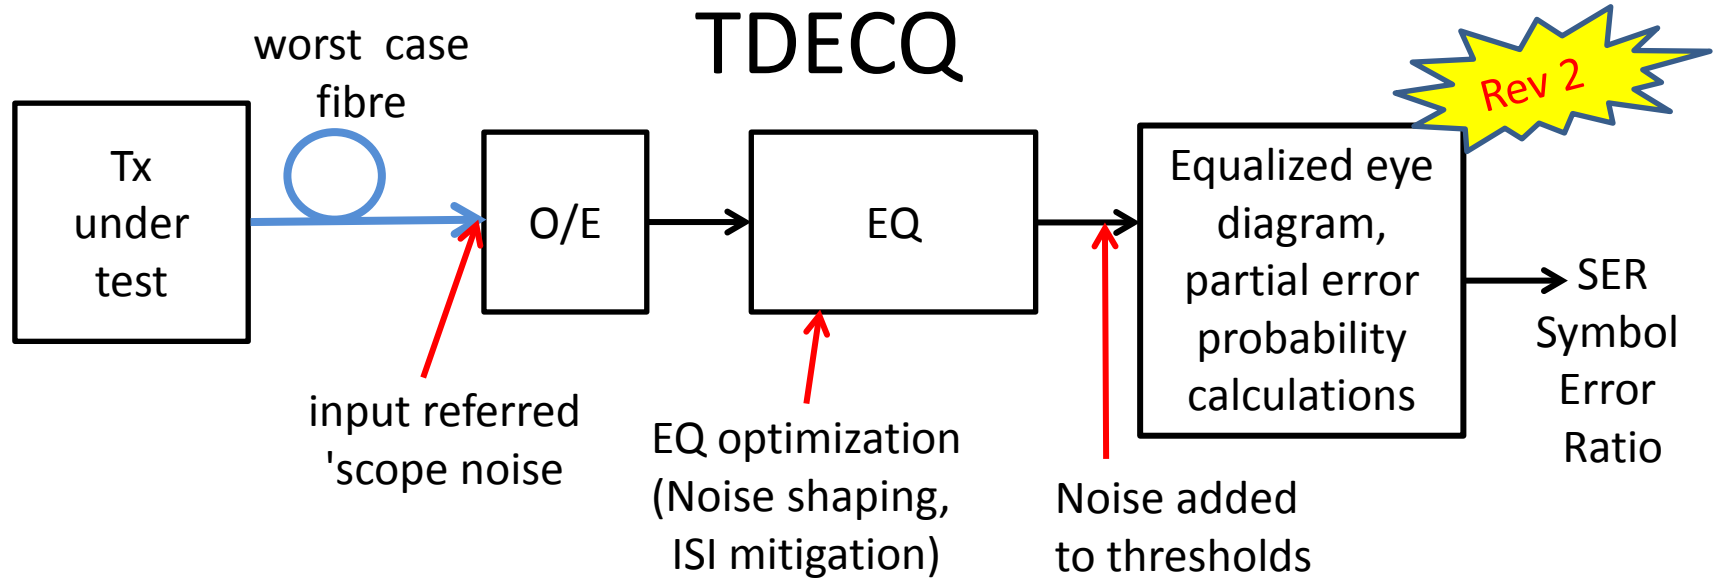 TDECQ
Rev 2
worst case
fibre
Tx
under
test
O/E
EQ
Equalized eye
diagram,
partial error
probability
calculations
SER
Symbol
Error
Ratio
input referred
'scope noise
EQ optimization
(Noise shaping,
ISI mitigation)
Noise added
to thresholds